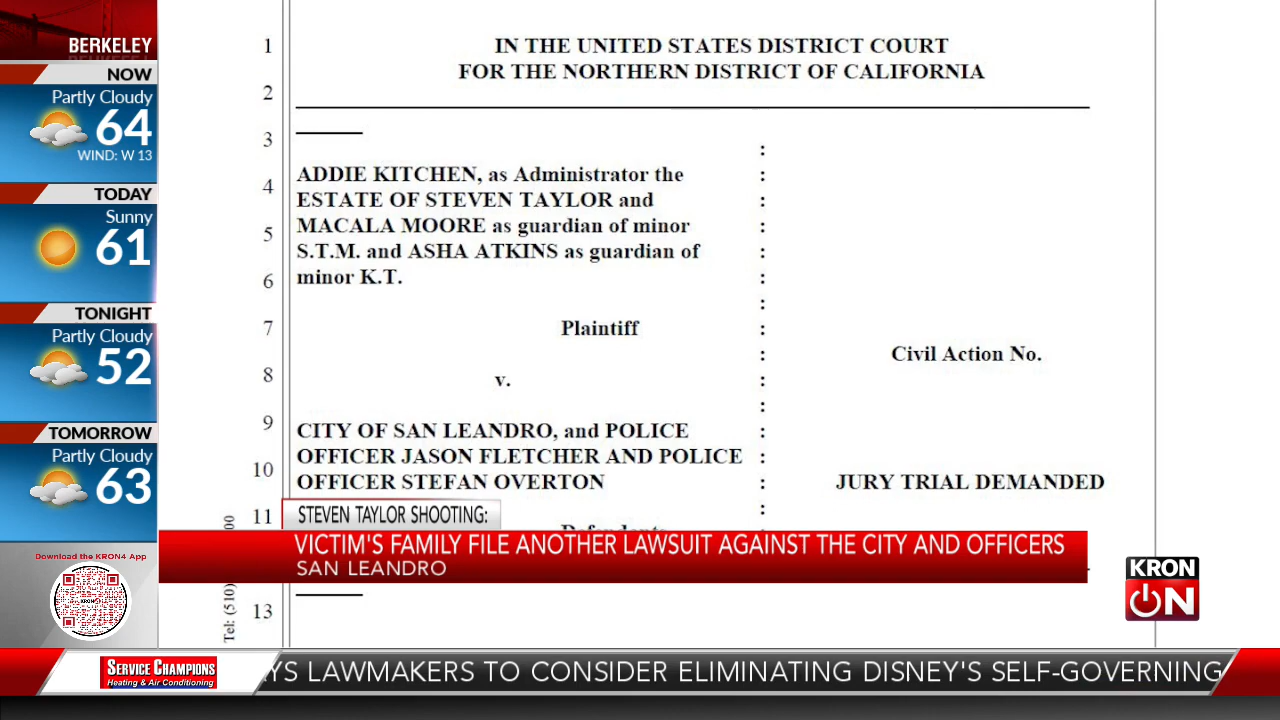 BERKELEY
NOW
Partly Cloudy
64
WIND: W 13
TODAY
Sunny
61
TONIGHT
Partly Cloudy
52
TOMORROW
Partly Cloudy
63
Download the KRON4 App
1
IN THE UNITED STATES DISTRICT COURT
FOR THE NORTHERN DISTRICT OF CALIFORNIA
2
3
:
ADDIE KITCHEN, as Administrator the :
4
ESTATE OF STEVEN TAYLOR and :
MACALA MOORE as guardian of minor :
5
S.T.M. and ASHA ATKINS as guardian of :
6
minor K.T. :
:
7
Plaintiff :
: Civil Action No.
8
v. :
:
9
CITY OF SAN LEANDRO, and POLICE :
OFFICER JASON FLETCHER AND POLICE :
10
OFFICER STEFAN OVERTON : JURY TRIAL DEMANDED
11
:
STEVEN TAYLOR SHOOTING:
VICTIM'S FAMILY FILE ANOTHER LAWSUIT AGAINST THE CITY AND OFFICERS
SAN LEANDRO
13
Tel: (510)
KRON
ON
SERVICE CHAMPIONS
Heating & Air Conditioning
LAWMAKERS TO CONSIDER ELIMINATING DISNEY'S SELF-GOVERNING